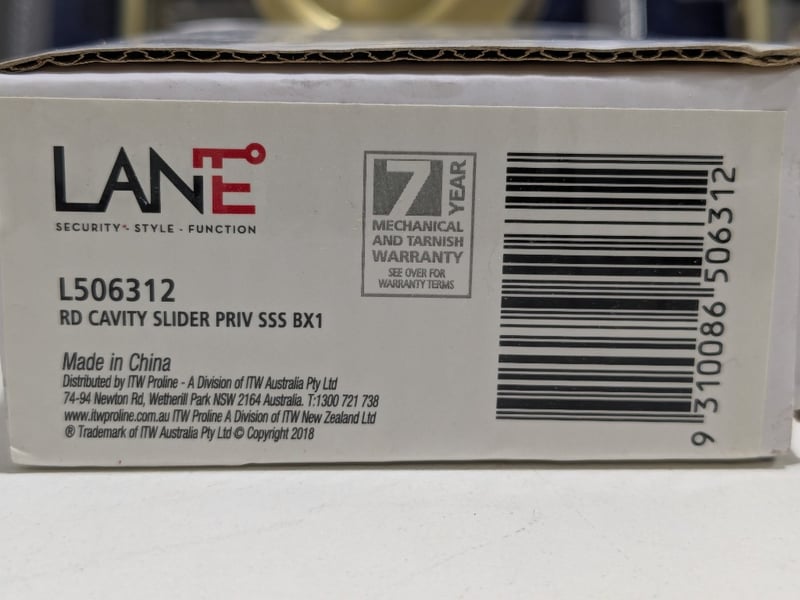 LANE
SECURITY - STYLE - FUNCTION
L506312
RD CAVITY SLIDER PRIV SSS BX1
Made in China
Distributed by ITW Proline - A Division of ITW Australia Pty Ltd
74-94 Newton Rd, Wetherill Park NSW 2164 Australia. T:1300 721 738
www.itwproline.com.au ITW Proline A Division of ITW New Zealand Ltd
® Trademark of ITW Australia Pty Ltd © Copyright 2018
7 YEAR
MECHANICAL
AND TARNISH
WARRANTY
SEE OVER FOR
WARRANTY TERMS
9 310086 506312